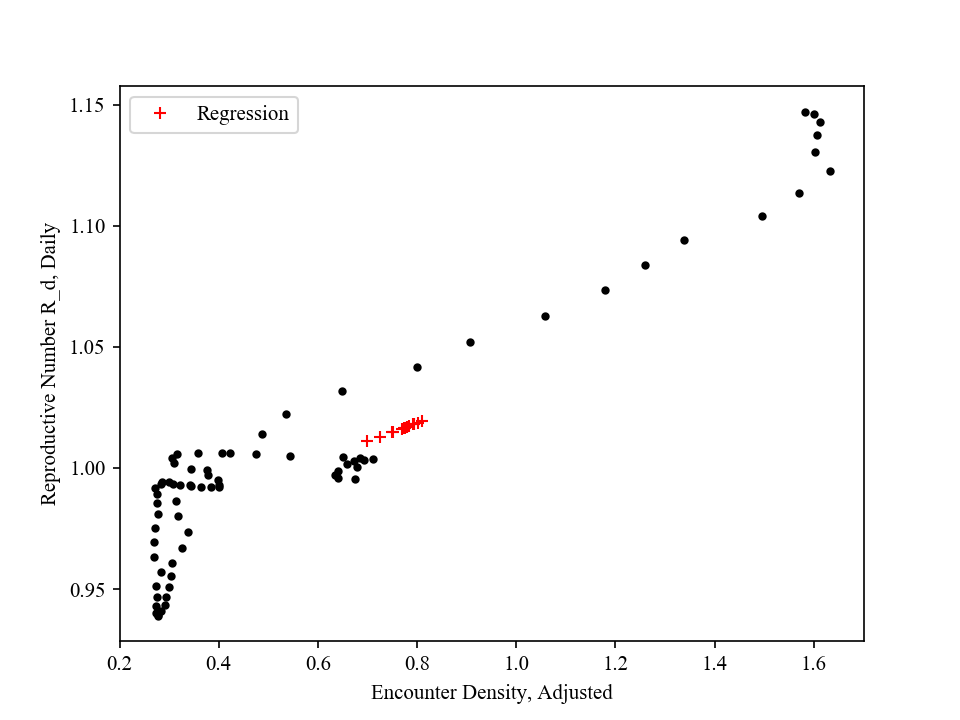 Regression
1.15
1.10
1.05
1.00
0.95
Reproductive Number R_d, Daily
0.2 0.4 0.6 0.8 1.0 1.2 1.4 1.6
Encounter Density, Adjusted